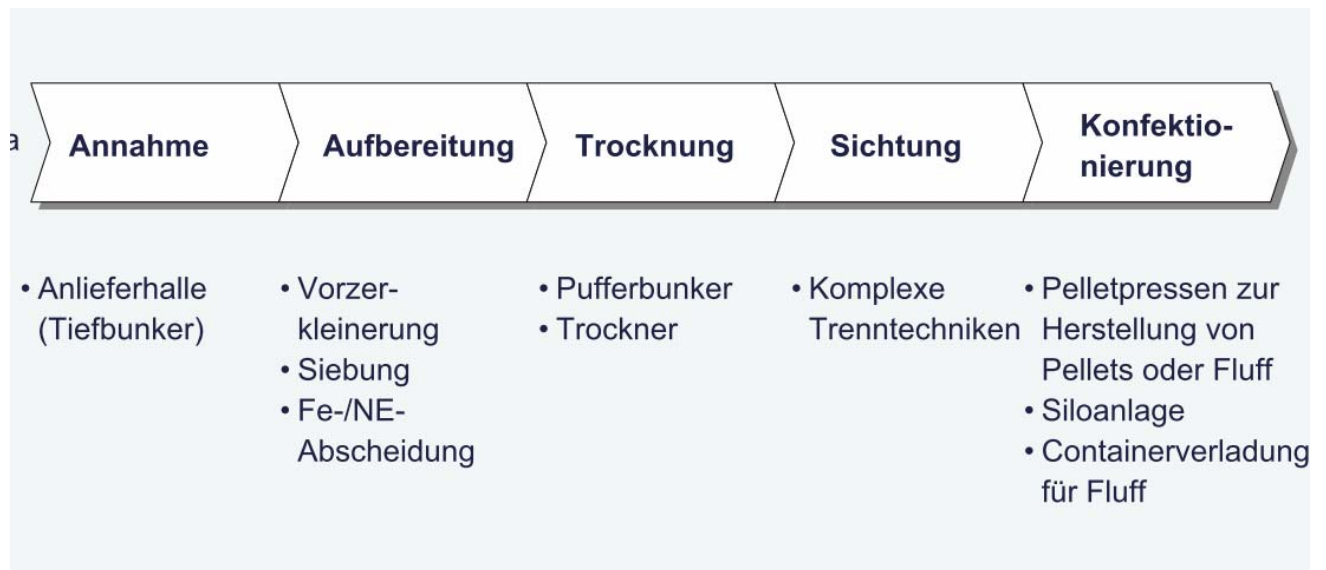 a
Annahme
Aufbereitung
Trocknung
Sichtung
Konfektio-
nierung
• Anlieferhalle
(Tiefbunker)
• Vorzer-
kleinerung
• Siebung
• Fe-/NE-
Abscheidung
• Pufferbunker
• Trockner
• Komplexe
Trenntechniken
• Pelletpressen zur
Herstellung von
Pellets oder Fluff
• Siloanlage
• Containerverladung
für Fluff